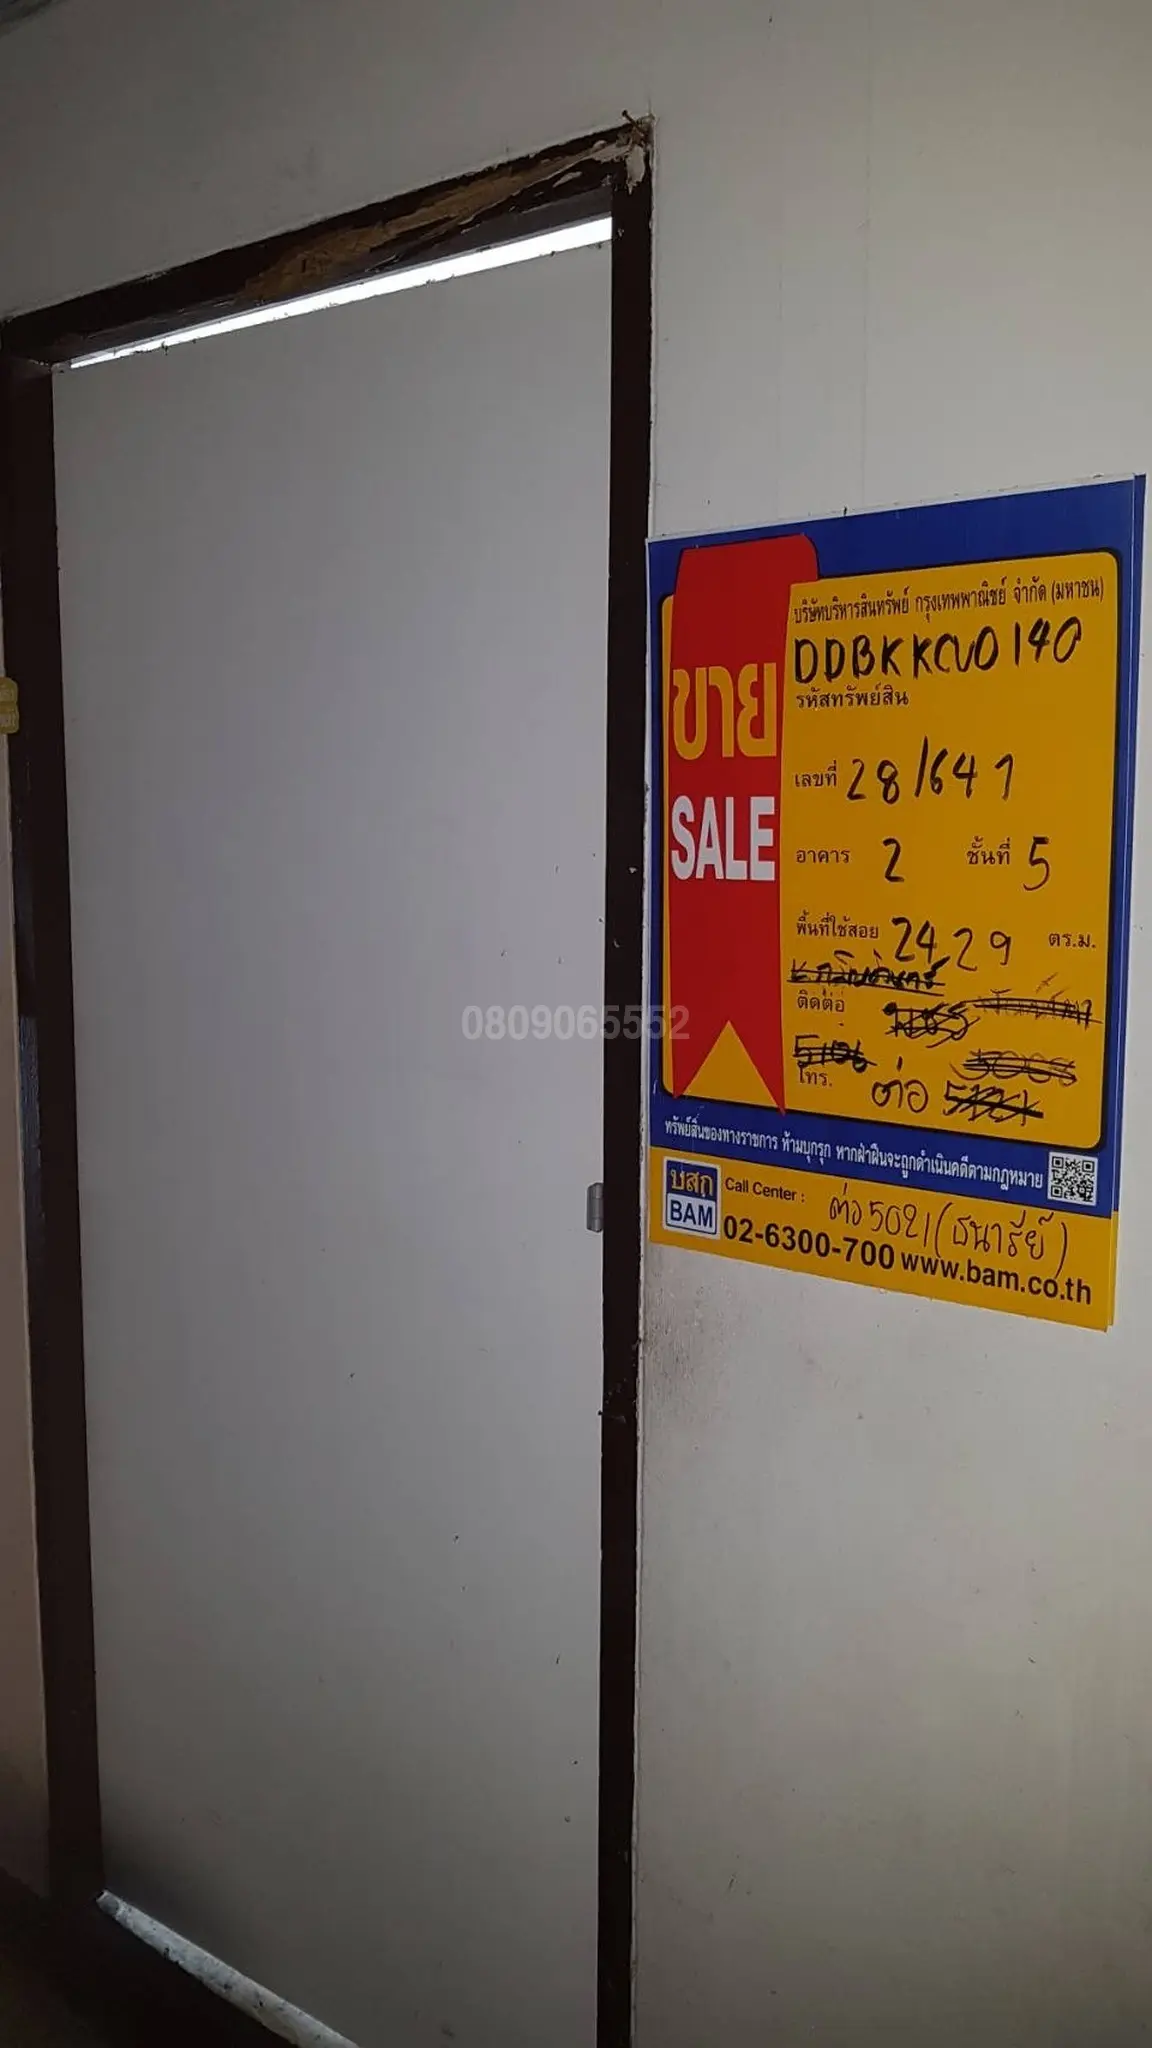 บริษัทบริหารสินทรัพย์ กรุงเทพพาณิชย์ จำกัด (มหาชน)
DDBKKCN0140
รหัสทรัพย์สิน
ขาย
SALE
เลขที่ 28/641
อาคาร 2 ชั้นที่ 5
พื้นที่ใช้สอย 24.29 ตร.ม.
ติดต่อ
0809065552
โทร. ต่อ
ทรัพย์สินของทางราชการ ห้ามบุกรุก หากฝ่าฝืนจะถูกดำเนินคดีตามกฎหมาย
บสก BAM
Call Center : ต่อ 5021 (ธนารีย์)
02-6300-700 www.bam.co.th